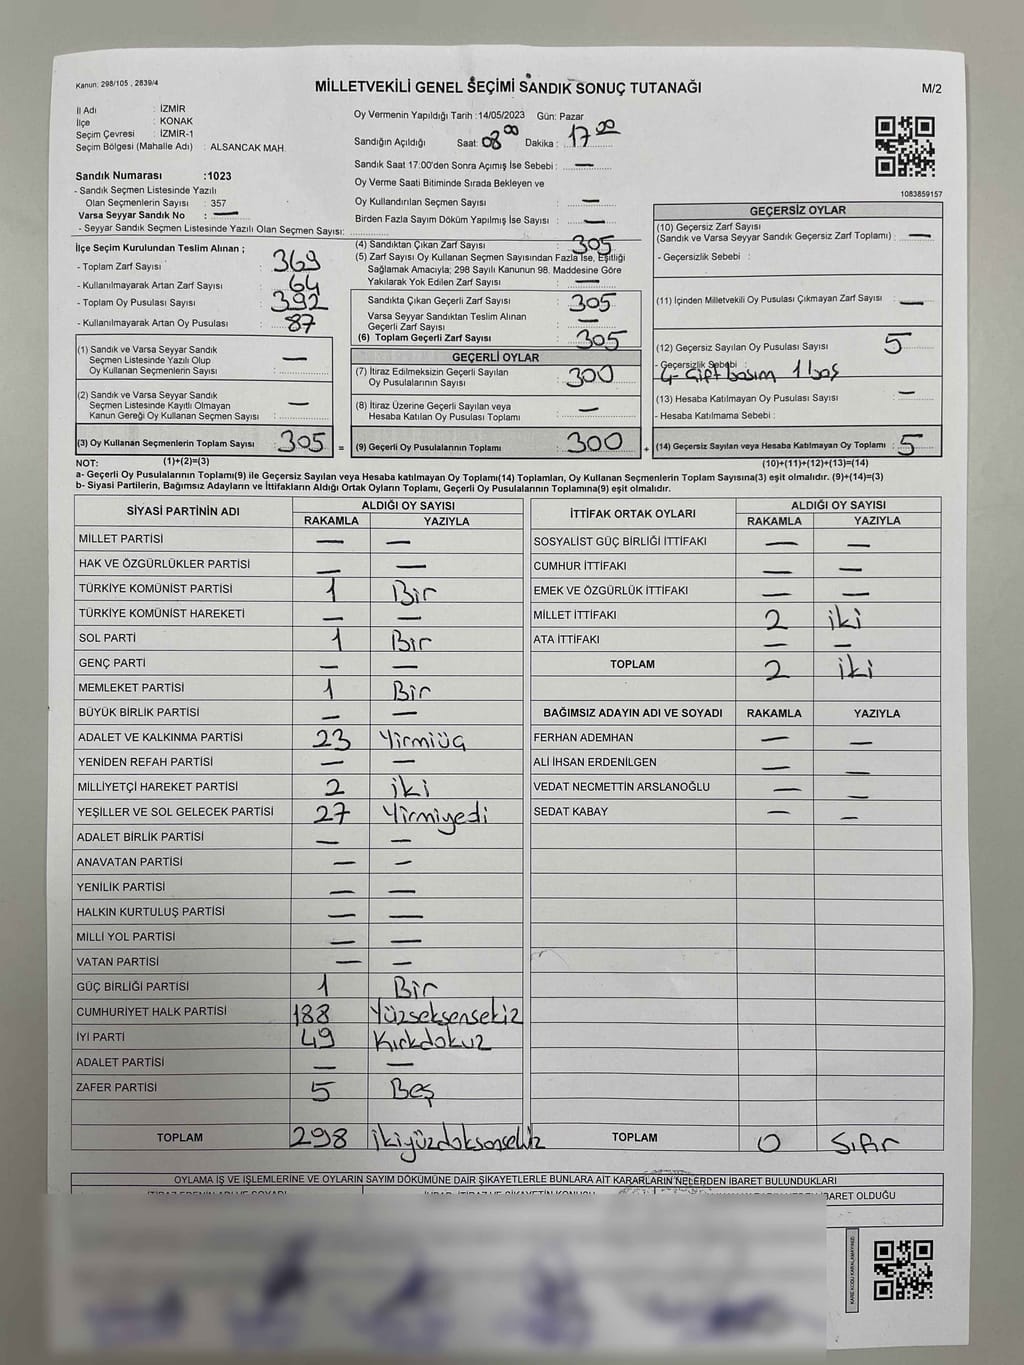 Kanun: 298/105 , 2839/4
MİLLETVEKİLİ GENEL SEÇİMİ SANDIK SONUÇ TUTANAĞI
M/2
İl Adı : İZMİR
İlçe : KONAK
Seçim Çevresi : İZMİR-1
Seçim Bölgesi (Mahalle Adı) : ALSANCAK MAH.
Oy Vermenin Yapıldığı Tarih :14/05/2023 Gün: Pazar
Sandığın Açıldığı Saat: 08 00 Dakika : 17 00
Sandık Saat 17:00'den Sonra Açımış İse Sebebi : —
Sandık Numarası :1023
- Sandık Seçmen Listesinde Yazılı
Olan Seçmenlerin Sayısı : 357
Varsa Seyyar Sandık No : —
- Seyyar Sandık Seçmen Listesinde Yazılı Olan Seçmen Sayısı:
Oy Verme Saati Bitiminde Sırada Bekleyen ve
Oy Kullandırılan Seçmen Sayısı —
Birden Fazla Sayım Döküm Yapılmış İse Sayısı —
1083859157
İlçe Seçim Kurulundan Teslim Alınan ;
- Toplam Zarf Sayısı : 369
- Kullanılmayarak Artan Zarf Sayısı : 64
- Toplam Oy Pusulası Sayısı : 392
- Kullanılmayarak Artan Oy Pusulası : 87
(4) Sandıktan Çıkan Zarf Sayısı 305
(5) Zarf Sayısı Oy Kullanan Seçmen Sayısından Fazla İse, Eşitliği
Sağlamak Amacıyla; 298 Sayılı Kanunun 98. Maddesine Göre
Yakılarak Yok Edilen Zarf Sayısı —
Sandıkta Çıkan Geçerli Zarf Sayısı 305
Varsa Seyyar Sandıktan Teslim Alınan
Geçerli Zarf Sayısı —
(6) Toplam Geçerli Zarf Sayısı : 305
GEÇERSİZ OYLAR
(10) Geçersiz Zarf Sayısı
(Sandık ve Varsa Seyyar Sandık Geçersiz Zarf Toplamı) : —
- Geçersizlik Sebebi :
(11) İçinden Milletvekili Oy Pusulası Çıkmayan Zarf Sayısı —
(12) Geçersiz Sayılan Oy Pusulası Sayısı 5
- Geçersizlik Sebebi :
4- çift basım 1 boş
(13) Hesaba Katılmayan Oy Pusulası Sayısı : —
- Hesaba Katılmama Sebebi :
(14) Geçersiz Sayılan veya Hesaba Katılmayan Oy Toplamı 5
(10)+(11)+(12)+(13)=(14)
(1) Sandık ve Varsa Seyyar Sandık
Seçmen Listesinde Yazılı Olup
Oy Kullanan Seçmenlerin Sayısı : —
(2) Sandık ve Varsa Seyyar Sandık
Seçmen Listesinde Kayıtlı Olmayan
Kanun Gereği Oy Kullanan Seçmen Sayısı : —
(3) Oy Kullanan Seçmenlerin Toplam Sayısı 305 =
(1)+(2)=(3)
GEÇERLİ OYLAR
(7) İtiraz Edilmeksizin Geçerli Sayılan
Oy Pusulalarının Sayısı : 300
(8) İtiraz Üzerine Geçerli Sayılan veya
Hesaba Katılan Oy Pusulası Toplamı : —
(9) Geçerli Oy Pusulalarının Toplamı : 300 +
NOT:
a- Geçerli Oy Pusulalarının Toplamı(9) ile Geçersiz Sayılan veya Hesap katılmayan Oy Toplamı(14) Toplamları, Oy Kullanan Seçmenlerin Toplam Sayısına(3) eşit olmalıdır. (9)+(14)=(3)
b- Siyasi Partilerin, Bağımsız Adayların ve İttifakların Aldığı Ortak Oyların Toplamı, Geçerli Oy Pusulalarının Toplamına(9) eşit olmalıdır.
SİYASİ PARTİNİN ADI ALDIĞI OY SAYISI
RAKAMLA YAZIYLA
MİLLET PARTİSİ — —
HAK VE ÖZGÜRLÜKLER PARTİSİ — —
TÜRKİYE KOMÜNİST PARTİSİ 1 Bir
TÜRKİYE KOMÜNİST HAREKETİ — —
SOL PARTİ 1 Bir
GENÇ PARTİ — —
MEMLEKET PARTİSİ 1 Bir
BÜYÜK BİRLİK PARTİSİ — —
ADALET VE KALKINMA PARTİSİ 23 Yirmiüç
YENİDEN REFAH PARTİSİ — —
MİLLİYETÇİ HAREKET PARTİSİ 2 iki
YEŞİLLER VE SOL GELECEK PARTİSİ 27 Yirmiyedi
ADALET BİRLİK PARTİSİ — —
ANAVATAN PARTİSİ — —
YENİLİK PARTİSİ — —
HALKIN KURTULUŞ PARTİSİ — —
MİLLİ YOL PARTİSİ — —
VATAN PARTİSİ — —
GÜÇ BİRLİĞİ PARTİSİ 1 Bir
CUMHURİYET HALK PARTİSİ 188 Yüzseksensekiz
İYİ PARTİ 49 Kırkdokuz
ADALET PARTİSİ — —
ZAFER PARTİSİ 5 Beş
TOPLAM 298 ikiyüzdoksansekiz
İTTİFAK ORTAK OYLARI ALDIĞI OY SAYISI
RAKAMLA YAZIYLA
SOSYALİST GÜÇ BİRLİĞİ İTTİFAKI — —
CUMHUR İTTİFAKI — —
EMEK VE ÖZGÜRLÜK İTTİFAKI — —
MİLLET İTTİFAKI 2 iki
ATA İTTİFAKI — —
TOPLAM 2 iki
BAĞIMSIZ ADAYIN ADI VE SOYADI RAKAMLA YAZIYLA
FERHAN ADEMHAN — —
ALİ İHSAN ERDENİLGEN — —
VEDAT NECMETTİN ARSLANOĞLU — —
SEDAT KABAY — —
TOPLAM 0 Sıfır
OYLAMA İŞ VE İŞLEMLERİNE VE OYLARIN SAYIM DÖKÜMÜNE DAİR ŞİKAYETLERLE BUNLARA AİT KARARLARIN NELERDEN İBARET BULUNDUKLARI
İBARET OLDUĞU